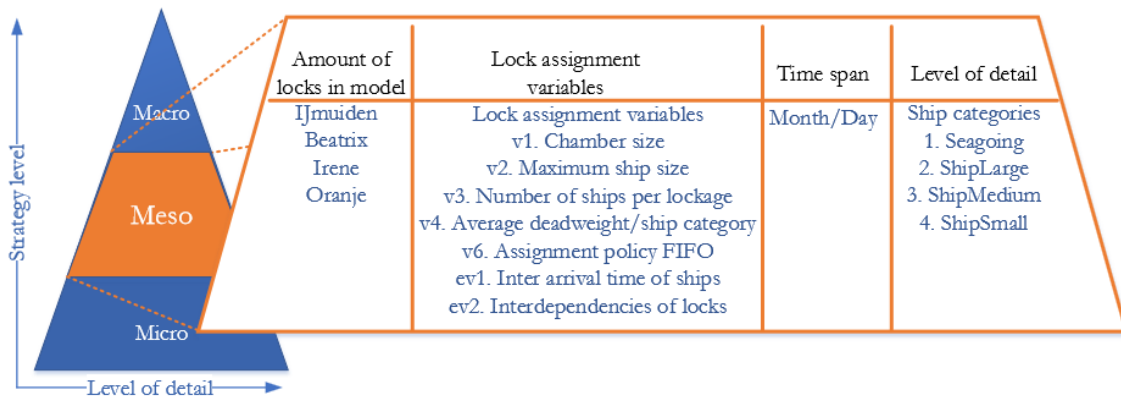 Strategy level
Macro
Meso
Micro
Level of detail
Amount of
locks in model
IJmuiden
Beatrix
Irene
Oranje
Lock assignment
variables
Lock assignment variables
v1. Chamber size
v2. Maximum ship size
v3. Number of ships per lockage
v4. Average deadweight/ship category
v6. Assignment policy FIFO
ev1. Inter arrival time of ships
ev2. Interdependencies of locks
Time span
Month/Day
Level of detail
Ship categories
1. Seagoing
2. ShipLarge
3. ShipMedium
4. ShipSmall